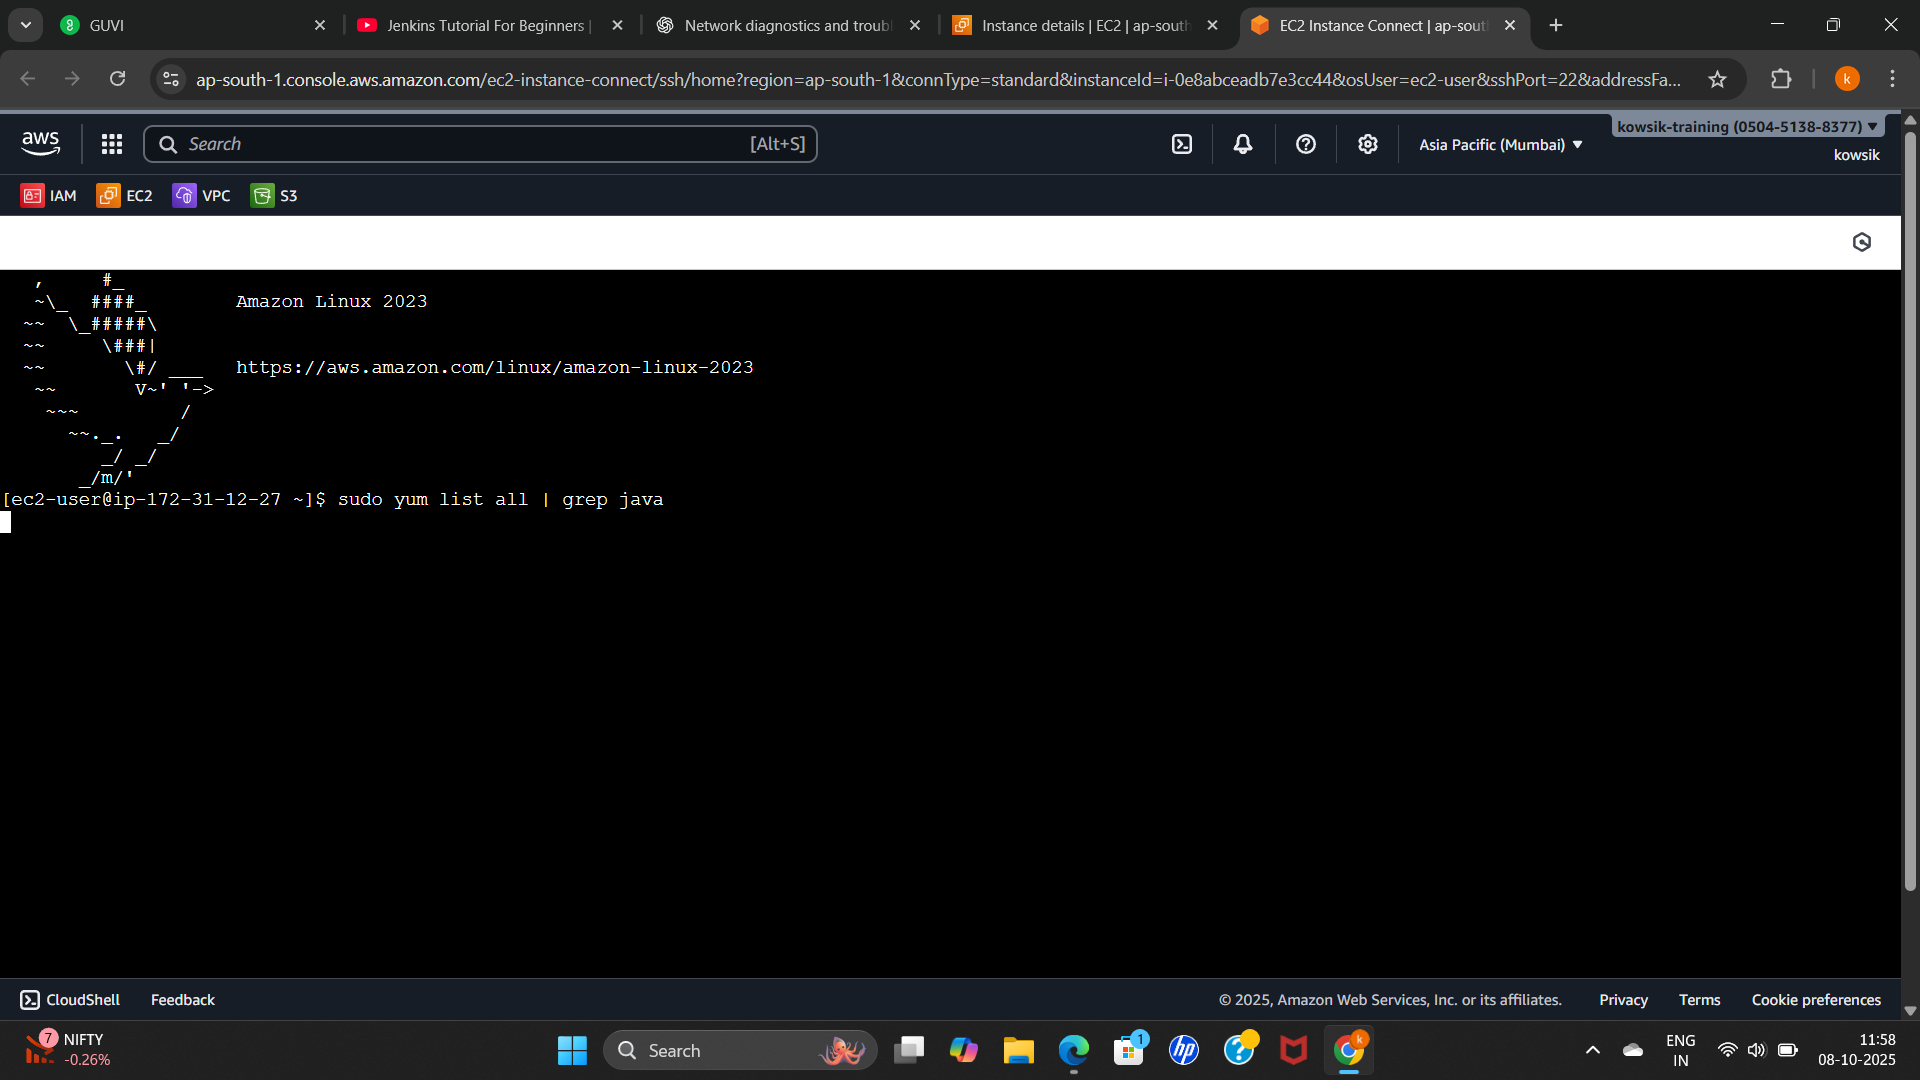 GUVI
Jenkins Tutorial For Beginners |
Network diagnostics and troubl
Instance details | EC2 | ap-south
EC2 Instance Connect | ap-sout
ap-south-1.console.aws.amazon.com/ec2-instance-connect/ssh/home?region=ap-south-1&connType=standard&instanceId=i-0e8abceadb7e3cc44&osUser=ec2-user&sshPort=22&addressFa...
k
aws
Search
[Alt+S]
Asia Pacific (Mumbai)
kowsik-training (0504-5138-8377)
kowsik
IAM
EC2
VPC
S3
   ,     #_
   ~\_  ####_        Amazon Linux 2023
  ~~  \_#####\
  ~~     \###|
  ~~       \#/ ___   https://aws.amazon.com/linux/amazon-linux-2023
   ~~       V~' '->
    ~~~         /
      ~~._.   _/
         _/ _/
       _/m/'
[ec2-user@ip-172-31-12-27 ~]$ sudo yum list all | grep java
CloudShell
Feedback
© 2025, Amazon Web Services, Inc. or its affiliates.
Privacy
Terms
Cookie preferences
7
NIFTY
-0.26%
Search
1
hp
?
k
ENG
IN
11:58
08-10-2025